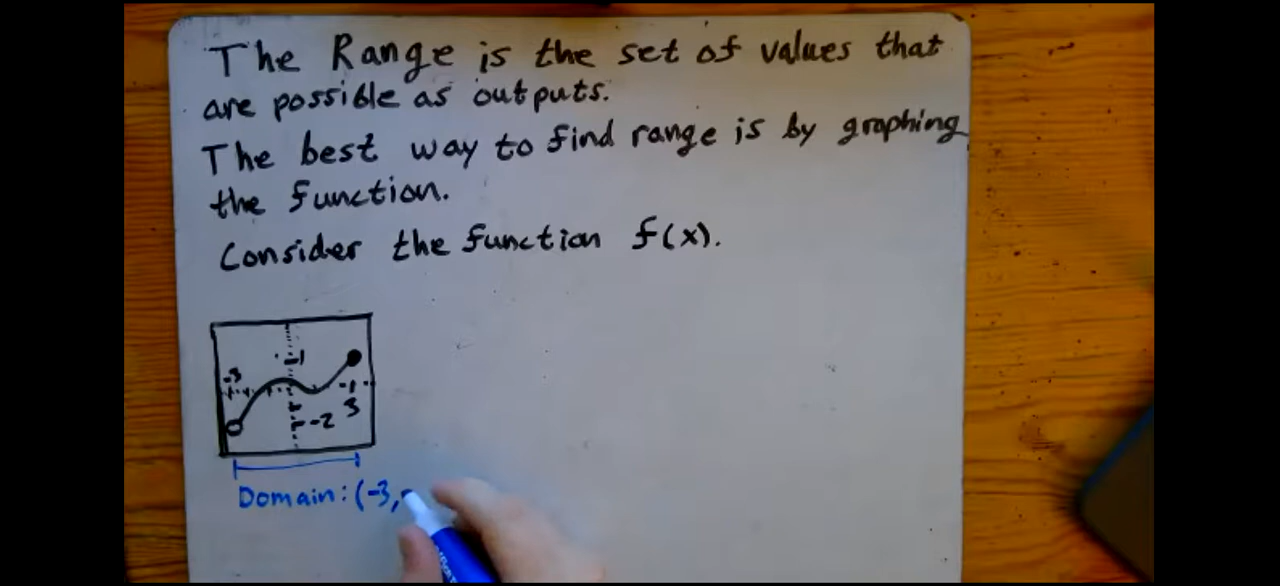 The Range is the set of values that
are possible as outputs.
The best way to find range is by graphing
the function.
Consider the function f(x).
1
-3
3
-2
Domain: (-3,